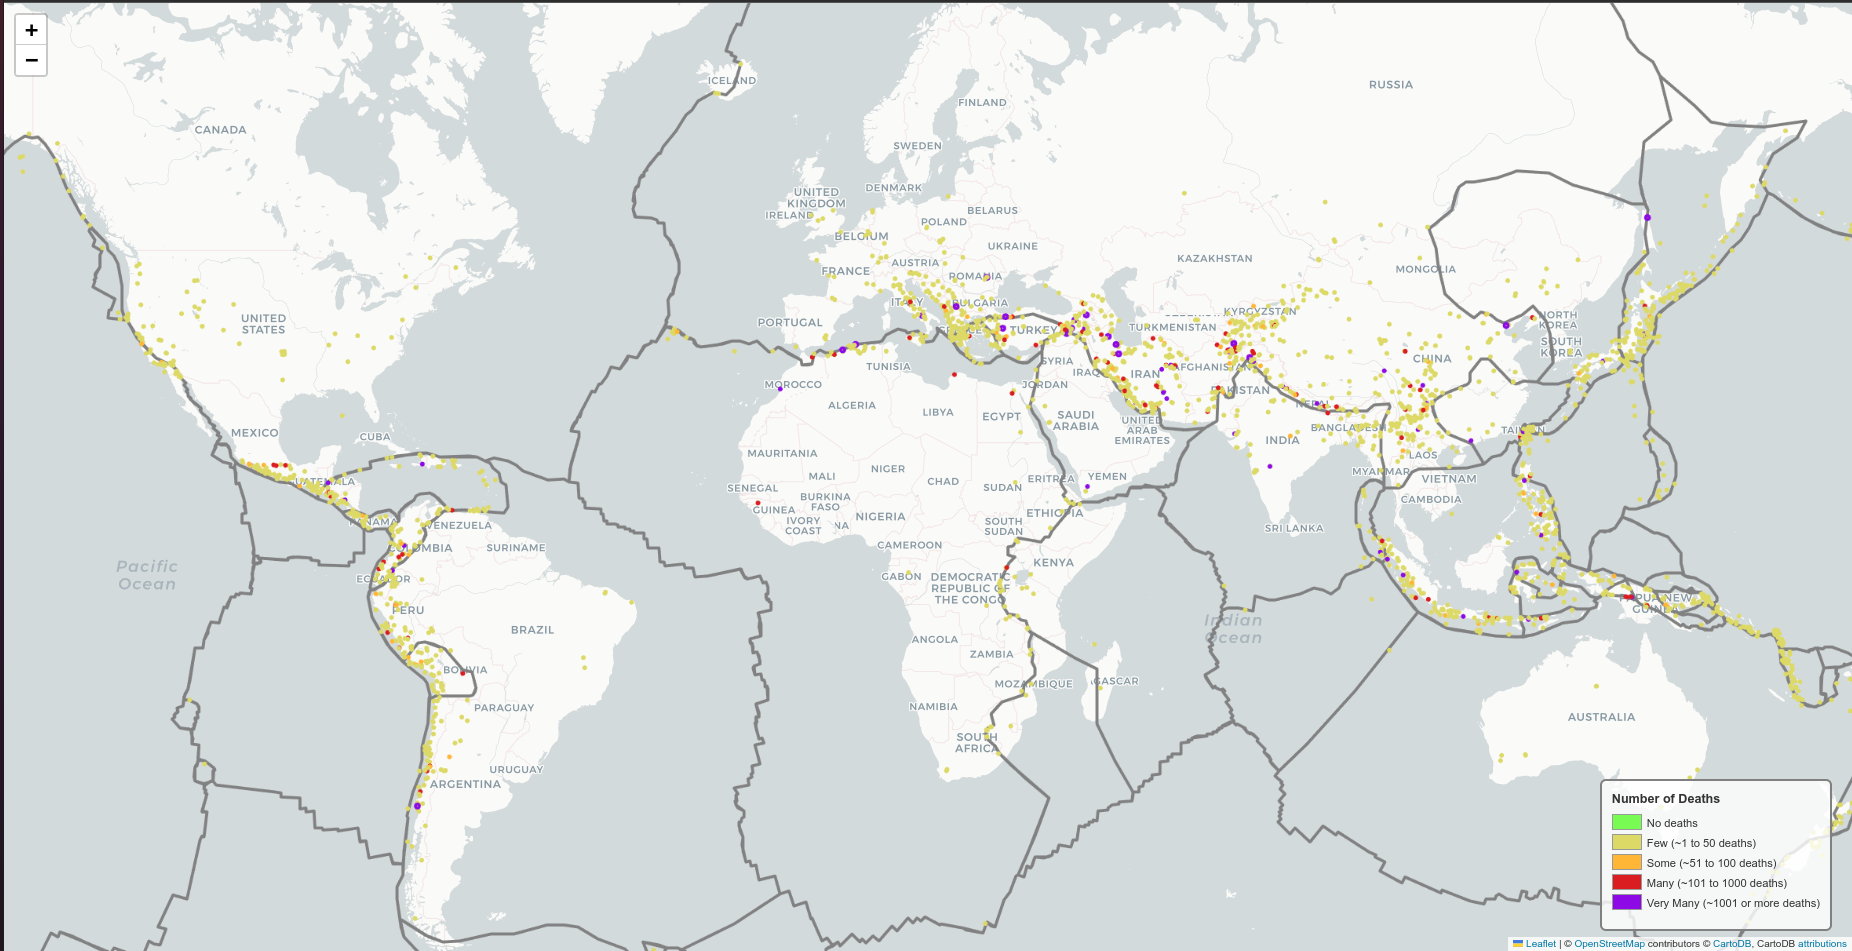 +
−
ICELAND
RUSSIA
FINLAND
CANADA
SWEDEN
DENMARK
UNITED
KINGDOM
IRELAND
BELARUS
POLAND
BELGIUM
UKRAINE
KAZAKHSTAN
AUSTRIA
FRANCE
ROMANIA
MONGOLIA
ITALY
BULGARIA
KYRGYZSTAN
UNITED
STATES
PORTUGAL
TURKEY
TURKMENISTAN
NORTH
KOREA
SOUTH
KOREA
CHINA
SYRIA
TUNISIA
IRAQ
IRAN
AFGHANISTAN
MOROCCO
JORDAN
PAKISTAN
NEPAL
ALGERIA
LIBYA
EGYPT
SAUDI
ARABIA
UNITED
ARAB
EMIRATES
BANGLADESH
INDIA
TAIWAN
MEXICO
CUBA
MAURITANIA
LAOS
MYANMAR
NIGER
MALI
CHAD
SUDAN
ERITREA
YEMEN
VIETNAM
GUATEMALA
SENEGAL
BURKINA
FASO
CAMBODIA
GUINEA
IVORY
COAST
NA
NIGERIA
ETHIOPIA
SOUTH
SUDAN
SRI LANKA
PANAMA
VENEZUELA
COLOMBIA
SURINAME
CAMEROON
KENYA
Pacific
Ocean
ECUADOR
GABON
DEMOCRATIC
REPUBLIC OF
THE CONGO
PAPUA NEW
GUINEA
PERU
BRAZIL
Indian
Ocean
ANGOLA
ZAMBIA
BOLIVIA
MOZAMBIQUE
GASCAR
PARAGUAY
NAMIBIA
AUSTRALIA
SOUTH
AFRICA
URUGUAY
ARGENTINA
Number of Deaths
No deaths
Few (~1 to 50 deaths)
Some (~51 to 100 deaths)
Many (~101 to 1000 deaths)
Very Many (~1001 or more deaths)
Leaflet | © OpenStreetMap contributors © CartoDB, CartoDB attributions